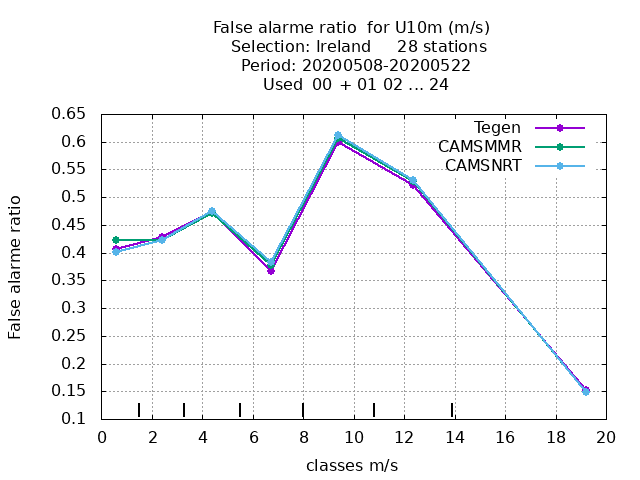 False alarme ratio  for U10m (m/s)
Selection: Ireland     28 stations
Period: 20200508-20200522
Used  00 + 01 02 ... 24
Tegen
CAMSMMR
CAMSNRT
0.65
0.6
0.55
0.5
0.45
0.4
0.35
0.3
0.25
0.2
0.15
0.1
False alarme ratio
0 2 4 6 8 10 12 14 16 18 20
classes m/s